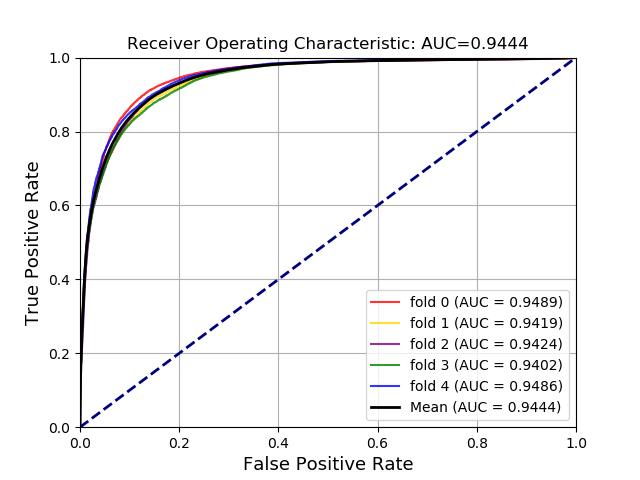 Receiver Operating Characteristic: AUC=0.9444
1.0
0.8
0.6
0.4
0.2
0.0
True Positive Rate
fold 0 (AUC = 0.9489)
fold 1 (AUC = 0.9419)
fold 2 (AUC = 0.9424)
fold 3 (AUC = 0.9402)
fold 4 (AUC = 0.9486)
Mean (AUC = 0.9444)
0.0 0.2 0.4 0.6 0.8 1.0
False Positive Rate